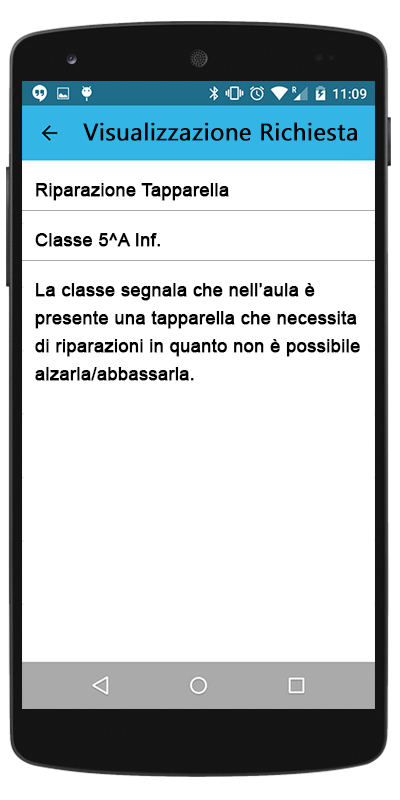 R
11:09
Visualizzazione Richiesta
Riparazione Tapparella
Classe 5^A Inf.
La classe segnala che nell'aula è
presente una tapparella che necessita
di riparazioni in quanto non è possibile
alzarla/abbassarla.